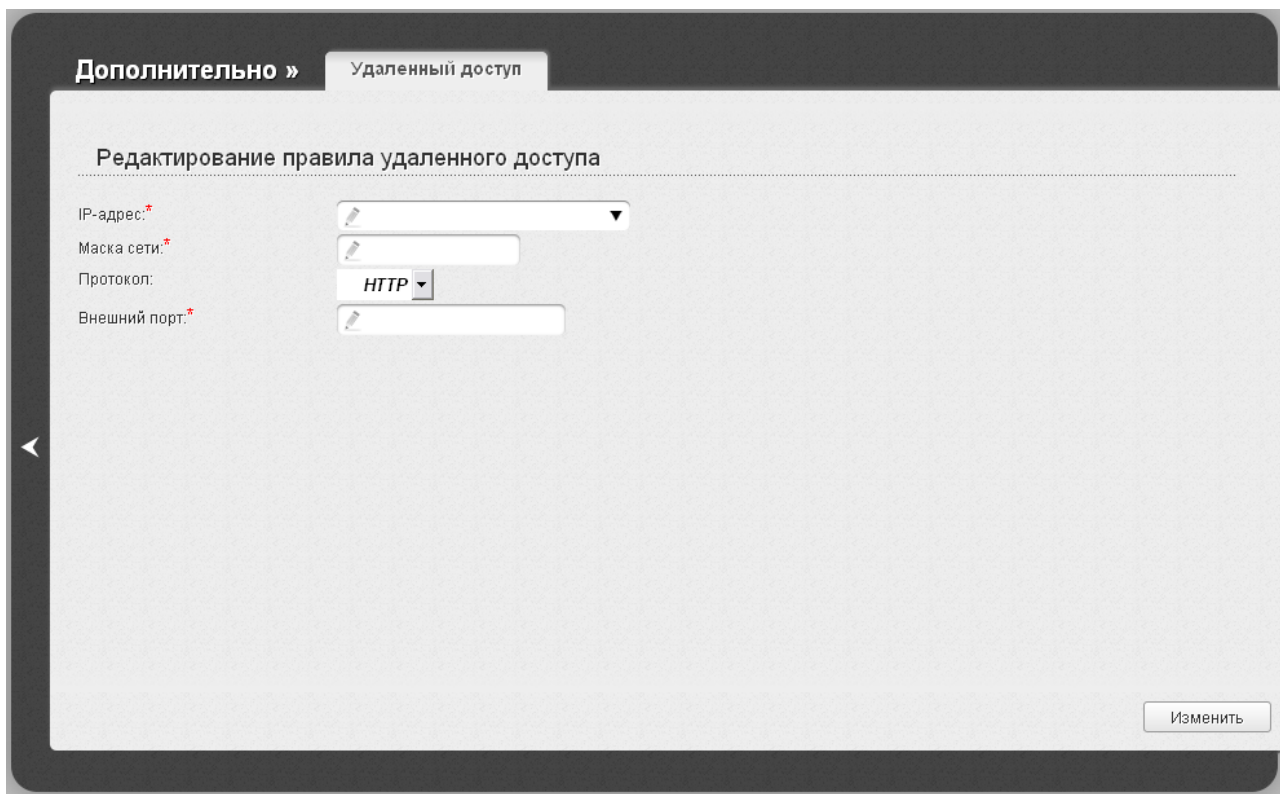 Дополнительно » Удаленный доступ
Редактирование правила удаленного доступа
IP-адрес:*
Маска сети:*
Протокол: HTTP
Внешний порт:*
Изменить